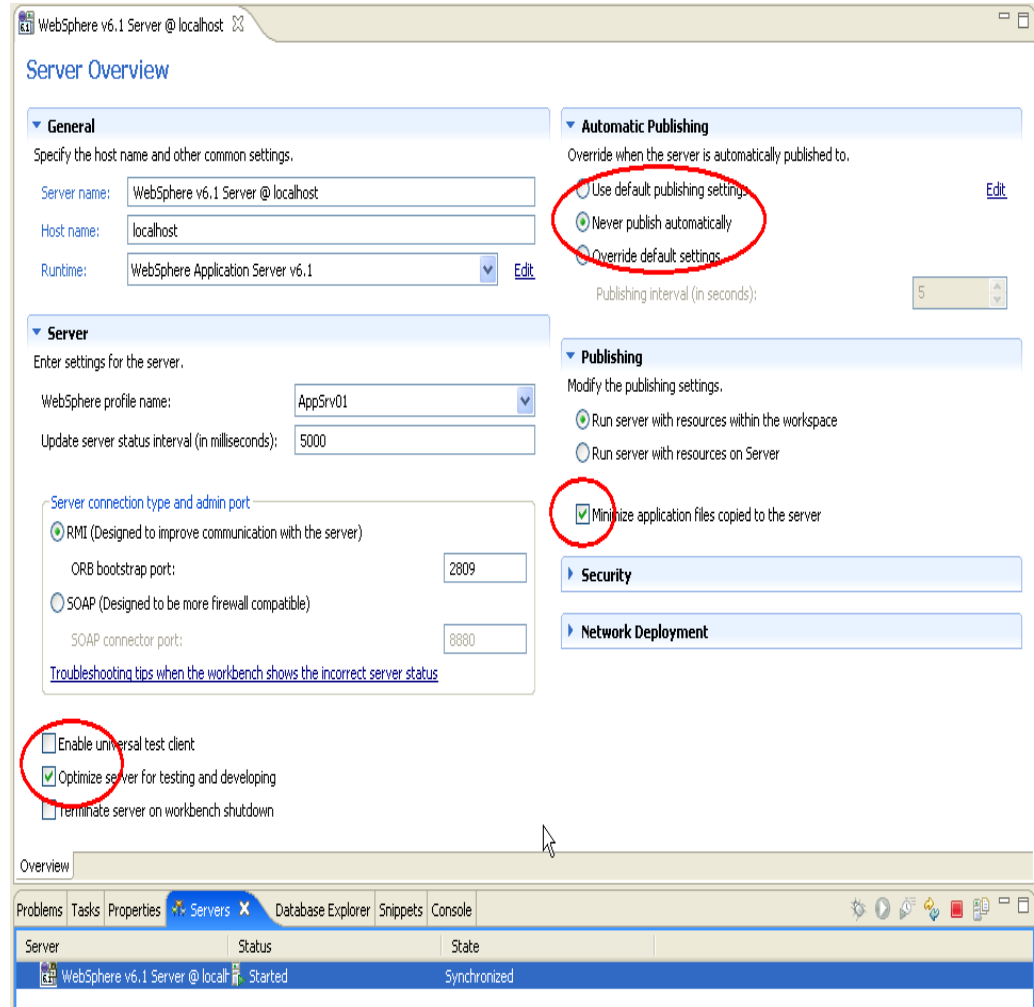 WebSphere v6.1 Server @ localhost
Server Overview
General
Specify the host name and other common settings.
Server name: WebSphere v6.1 Server @ localhost
Host name: localhost
Runtime: WebSphere Application Server v6.1 Edit
Server
Enter settings for the server.
WebSphere profile name: AppSrv01
Update server status interval (in milliseconds): 5000
Server connection type and admin port
RMI (Designed to improve communication with the server)
ORB bootstrap port: 2809
SOAP (Designed to be more firewall compatible)
SOAP connector port: 8880
Troubleshooting tips when the workbench shows the incorrect server status
Enable universal test client
Optimize server for testing and developing
Terminate server on workbench shutdown
Automatic Publishing
Override when the server is automatically published to.
Use default publishing settings Edit
Never publish automatically
Override default settings
Publishing interval (in seconds): 5
Publishing
Modify the publishing settings.
Run server with resources within the workspace
Run server with resources on Server
Minimize application files copied to the server
Security
Network Deployment
Overview
Problems Tasks Properties Servers Database Explorer Snippets Console
Server Status State
WebSphere v6.1 Server @ localh Started Synchronized